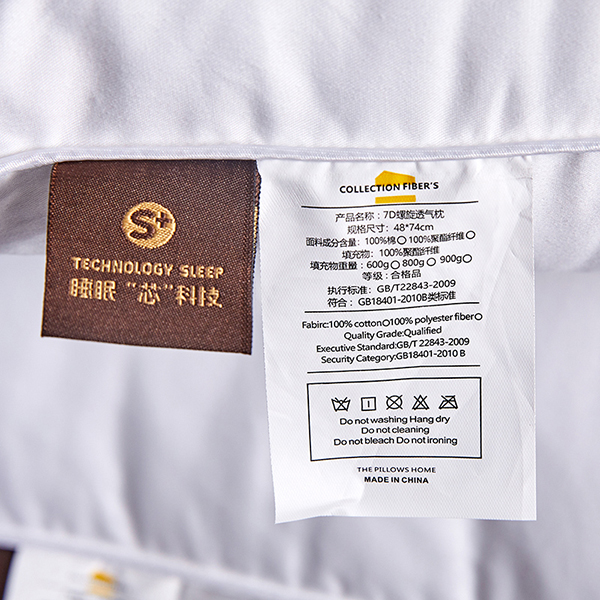 S+
TECHNOLOGY SLEEP
睡眠“芯”科技
COLLECTION FIBER'S
产品名称：7D螺旋透气枕
规格尺寸：48*74cm
面料成分含量：100%棉○ 100%聚酯纤维○
填充物：100%聚酯纤维
填充物重量：600g○ 800g○ 900g○
等级：合格品
执行标准：GB/T22843-2009
符合：GB18401-2010B类标准
Fabirc:100% cotton○100% polyester fiber○
Quality Grade:Qualified
Executive Standard:GB/T 22843-2009
Security Category:GB18401-2010 B
Do not washing Hang dry
Do not cleaning
Do not bleach Do not ironing
THE PILLOWS HOME
MADE IN CHINA